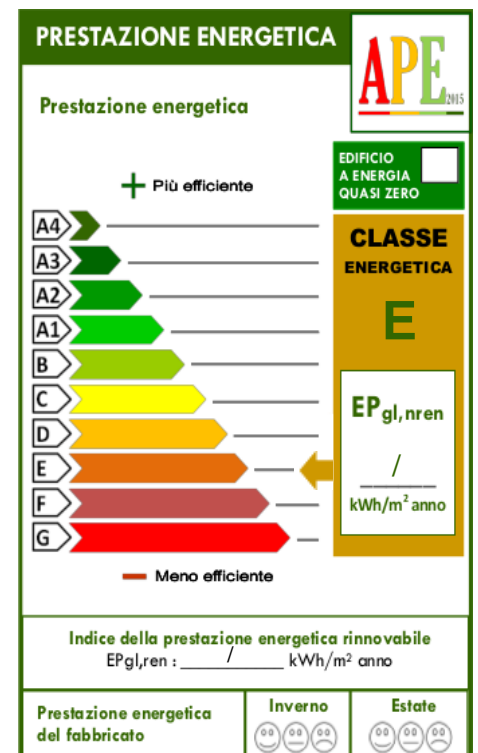 PRESTAZIONE ENERGETICA
APE 2015
Prestazione energetica
EDIFICIO
A ENERGIA
QUASI ZERO
+ Più efficiente
A4
A3
A2
A1
B
C
D
E
F
G
CLASSE
ENERGETICA
E
EPgl,nren
/
kWh/m² anno
— Meno efficiente
Indice della prestazione energetica rinnovabile
EPgl,ren : ____/____ kWh/m² anno
Prestazione energetica
del fabbricato
Inverno
Estate